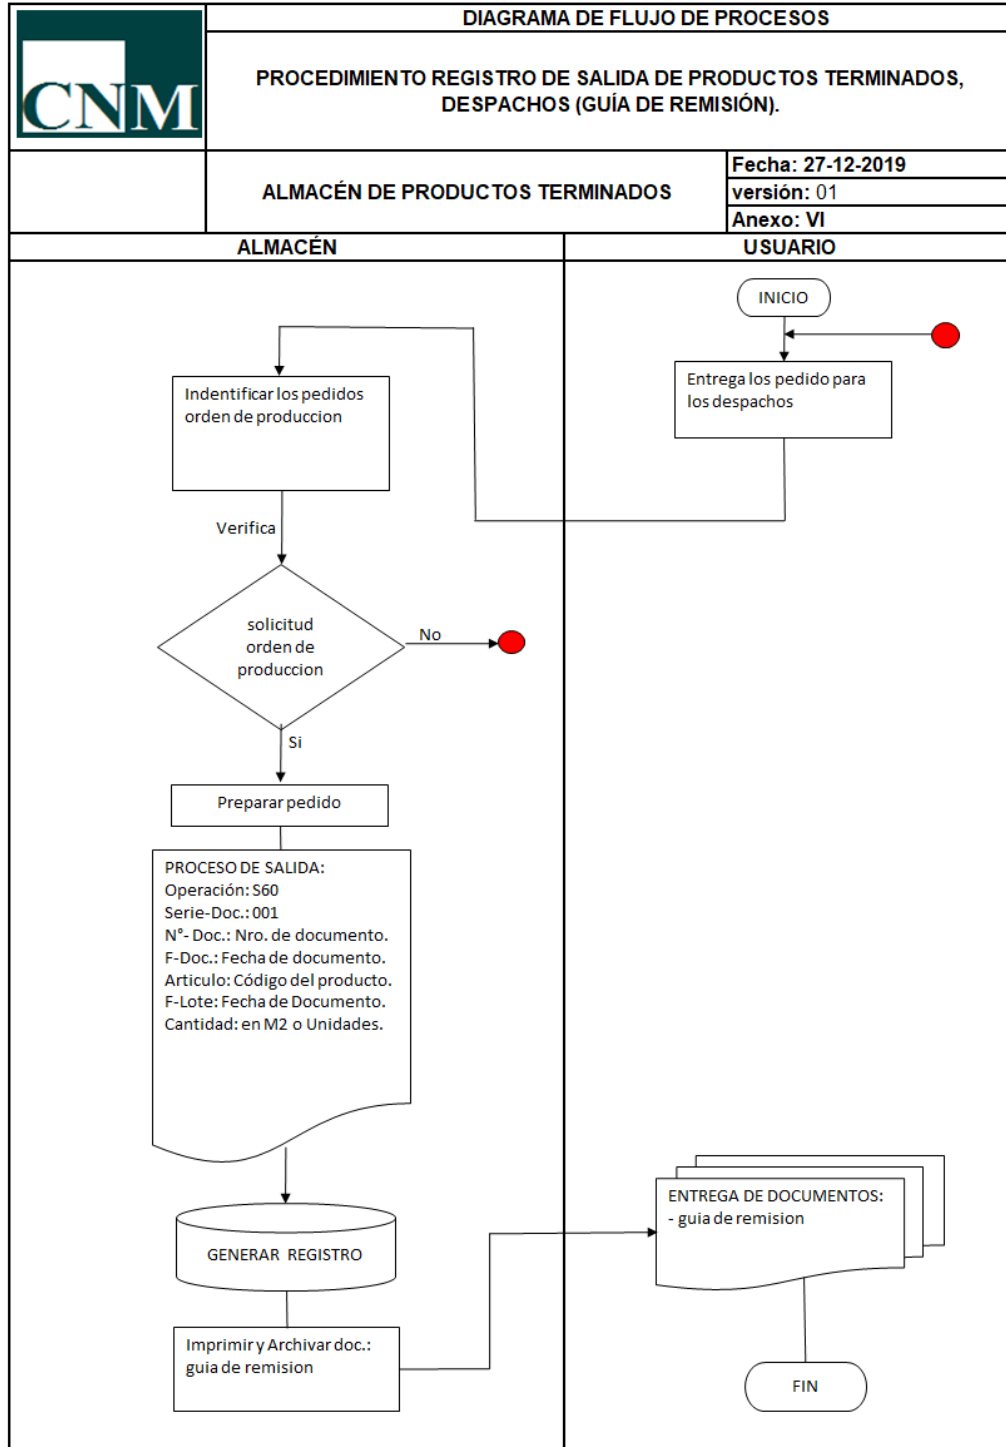 CNM
DIAGRAMA DE FLUJO DE PROCESOS
PROCEDIMIENTO REGISTRO DE SALIDA DE PRODUCTOS TERMINADOS,
DESPACHOS (GUÍA DE REMISIÓN).
ALMACÉN DE PRODUCTOS TERMINADOS
Fecha: 27-12-2019
versión: 01
Anexo: VI
ALMACÉN
USUARIO
INICIO
Entrega los pedido para
los despachos
Indentificar los pedidos
orden de produccion
Verifica
solicitud
orden de
produccion
No
Si
Preparar pedido
PROCESO DE SALIDA:
Operación: S60
Serie-Doc.: 001
N°- Doc.: Nro. de documento.
F-Doc.: Fecha de documento.
Articulo: Código del producto.
F-Lote: Fecha de Documento.
Cantidad: en M2 o Unidades.
GENERAR REGISTRO
Imprimir y Archivar doc.:
guia de remision
ENTREGA DE DOCUMENTOS:
- guia de remision
FIN